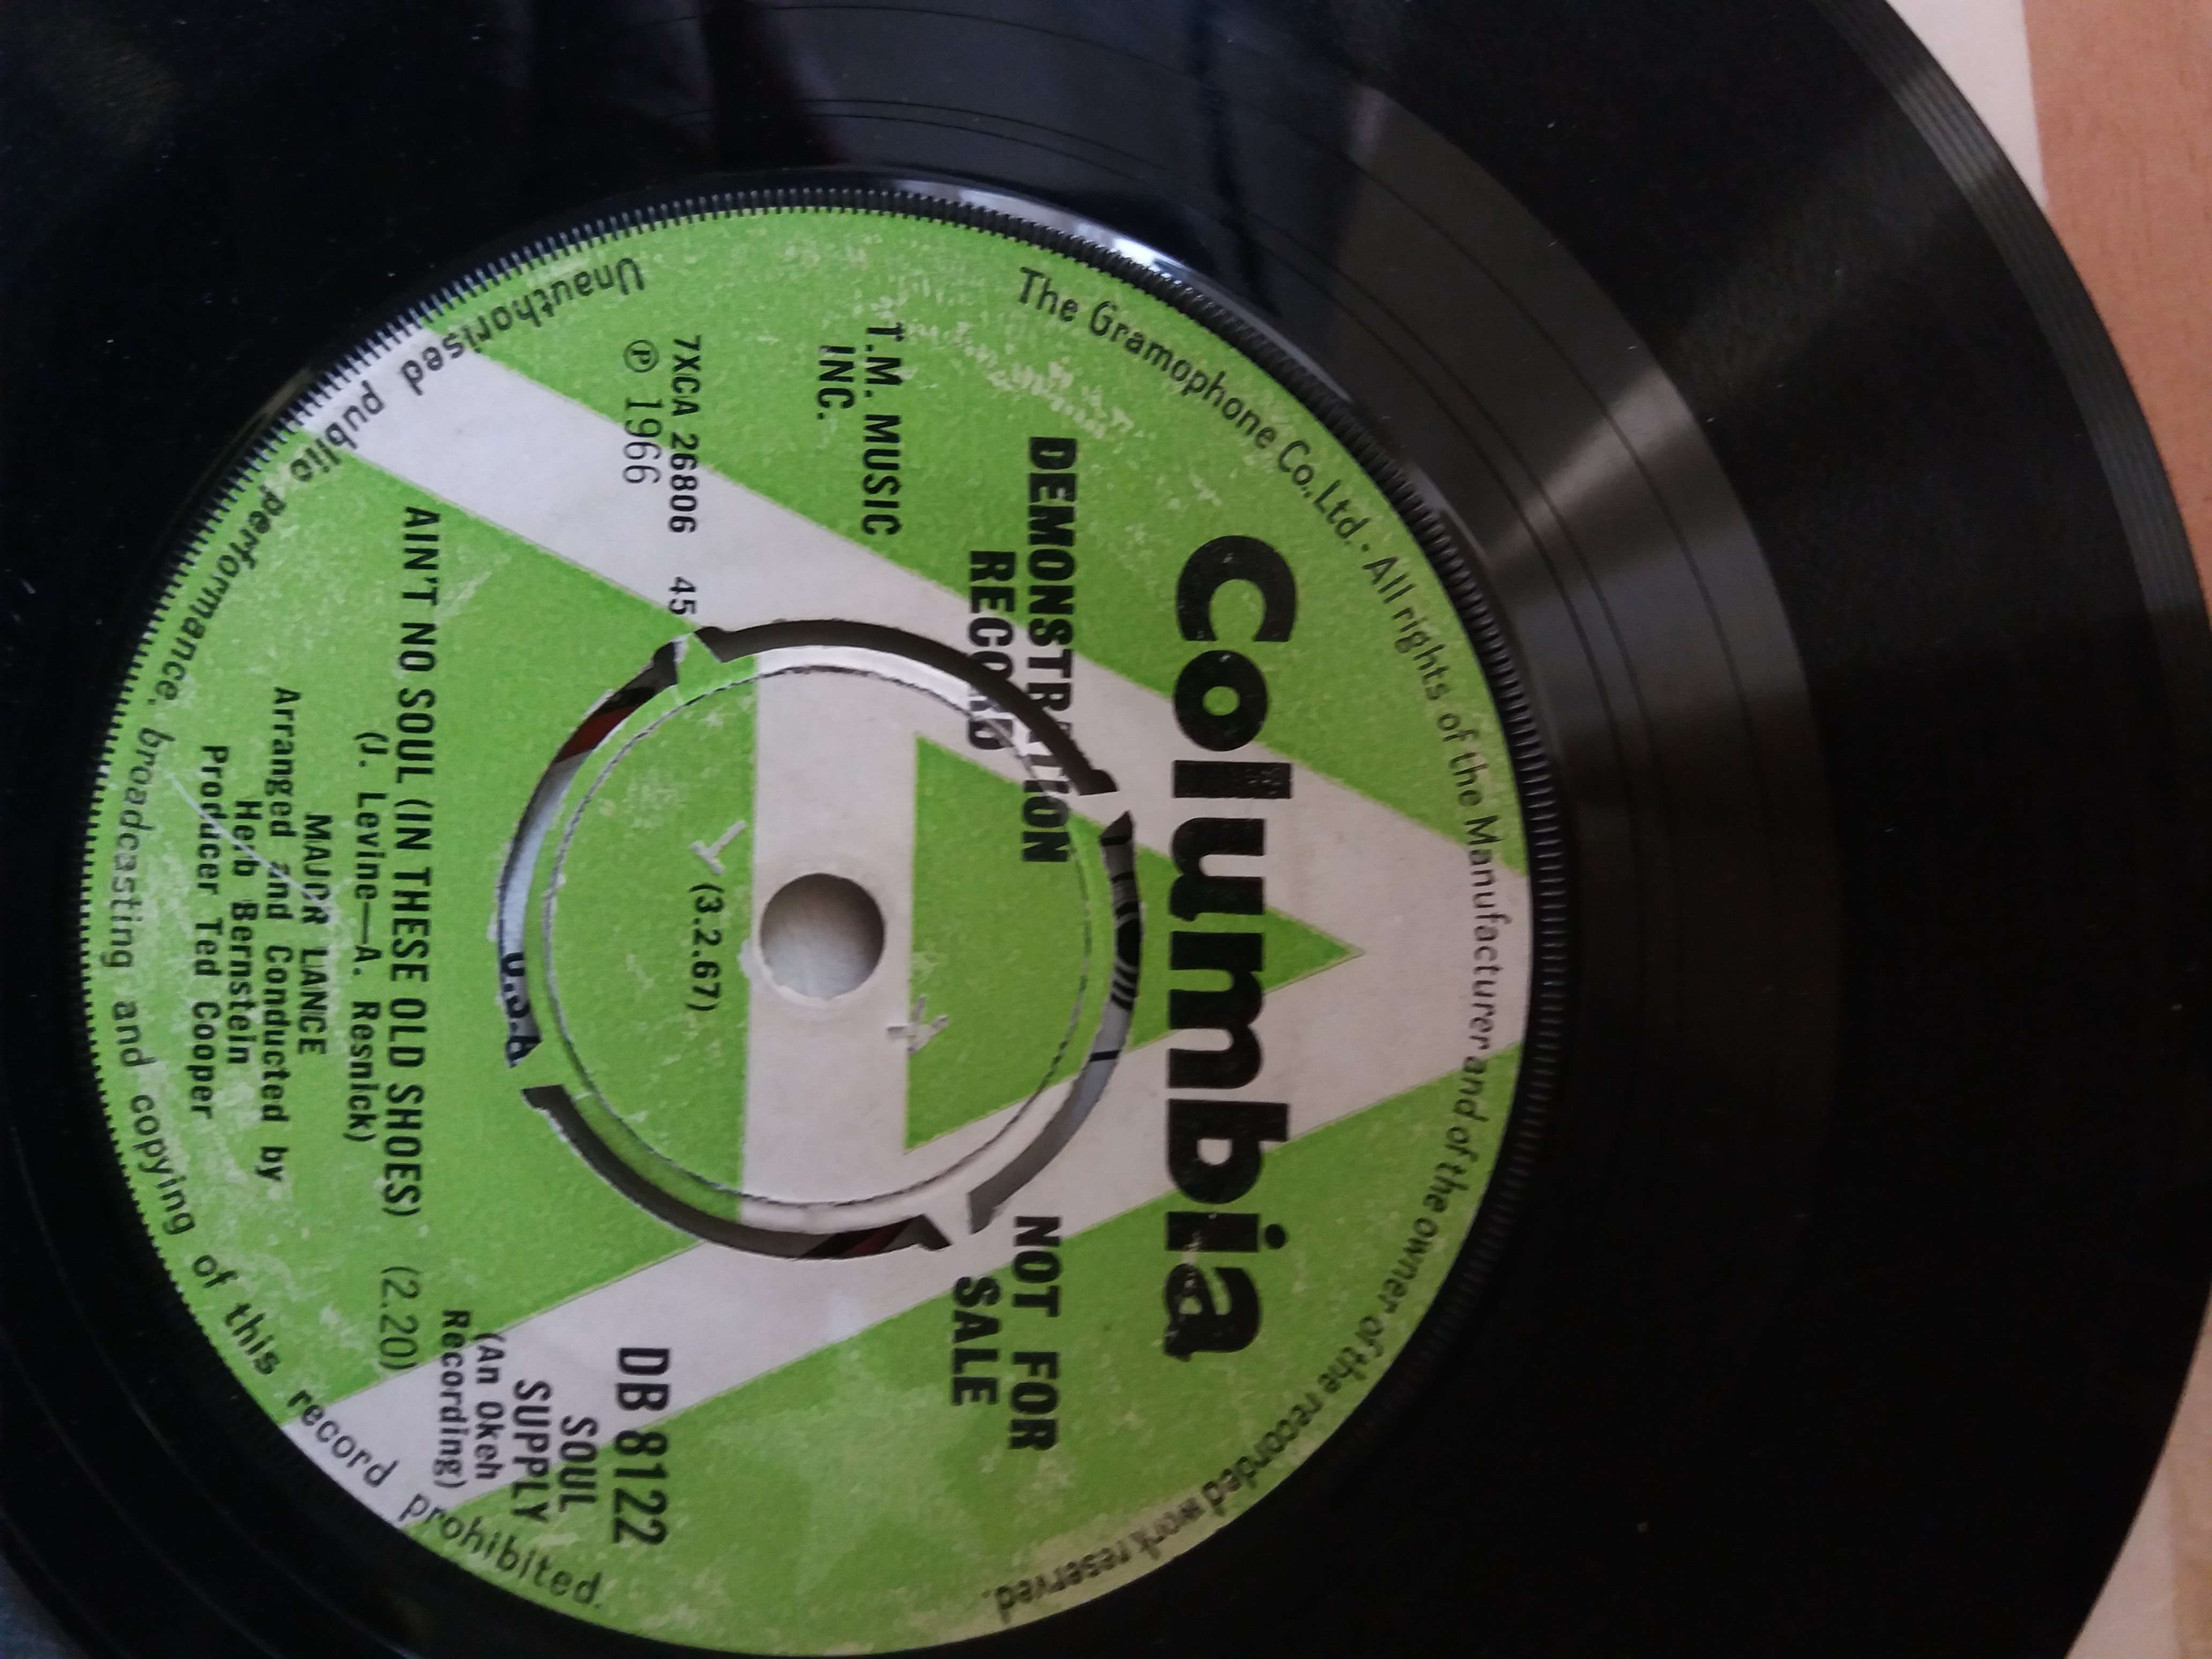 The Gramophone Co., Ltd. · All rights of the Manufacturer and of the owner of the recorded work reserved.
Columbia
DEMONSTRATION
RECORD
NOT FOR
SALE
T.M. MUSIC
INC.
(3.2.67)
7XCA 26806 45
℗ 1966
DB 8122
SOUL
SUPPLY
(An Okeh
Recording)
U.S.A
AIN'T NO SOUL (IN THESE OLD SHOES) (2.20)
(J. Levine—A. Resnick)
MAJOR LANCE
Arranged and Conducted by
Herb Bernstein
Producer Ted Cooper
Unauthorised public performance, broadcasting and copying of this record prohibited.